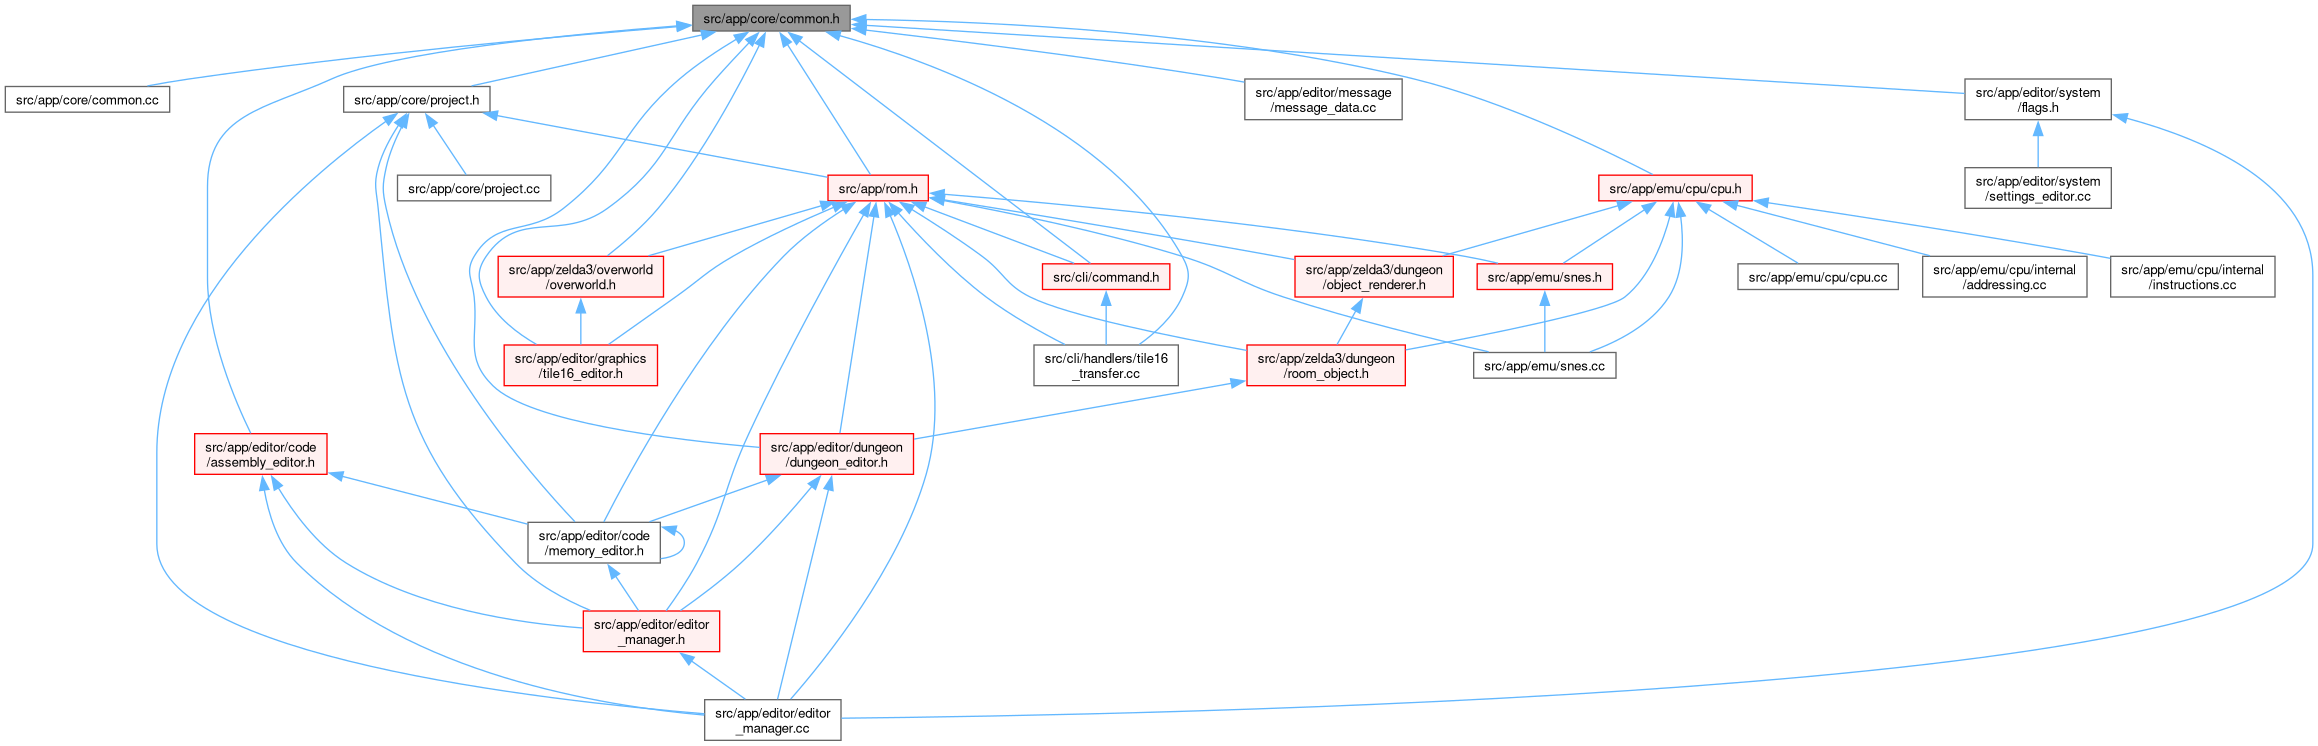 src/app/core/common.h
src/app/core/common.cc
src/app/core/project.h
src/app/editor/message
/message_data.cc
src/app/editor/system
/flags.h
src/app/core/project.cc
src/app/rom.h
src/app/emu/cpu/cpu.h
src/app/editor/system
/settings_editor.cc
src/app/zelda3/overworld
/overworld.h
src/cli/command.h
src/app/zelda3/dungeon
/object_renderer.h
src/app/emu/snes.h
src/app/emu/cpu/cpu.cc
src/app/emu/cpu/internal
/addressing.cc
src/app/emu/cpu/internal
/instructions.cc
src/app/editor/graphics
/tile16_editor.h
src/cli/handlers/tile16
_transfer.cc
src/app/zelda3/dungeon
/room_object.h
src/app/emu/snes.cc
src/app/editor/code
/assembly_editor.h
src/app/editor/dungeon
/dungeon_editor.h
src/app/editor/code
/memory_editor.h
src/app/editor/editor
_manager.h
src/app/editor/editor
_manager.cc